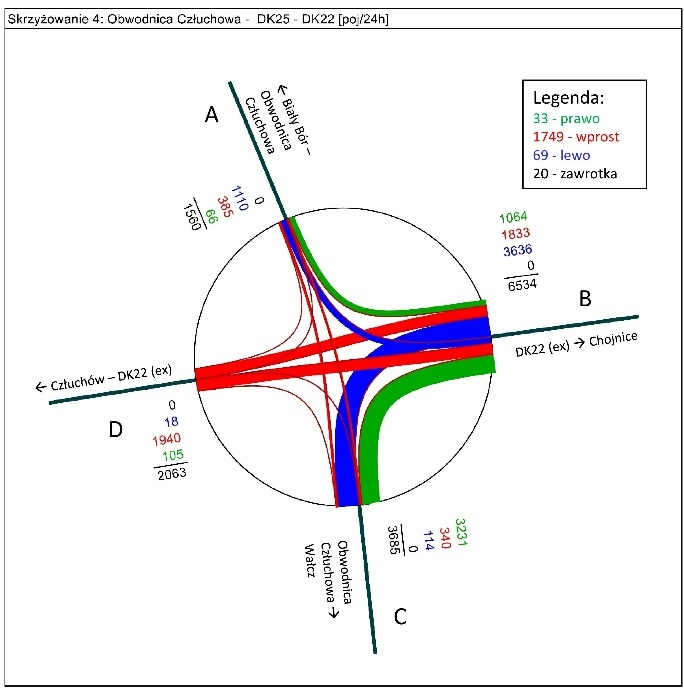 Skrzyżowanie 4: Obwodnica Człuchowa - DK25 - DK22 [poj/24h]
Legenda:
33 - prawo
1749 - wprost
69 - lewo
20 - zawrotka
A
← Biały Bór –
Obwodnica
Człuchowa
0
1110
385
66
1560
1064
1833
3636
0
6534
B
DK22 (ex) → Chojnice
← Człuchów – DK22 (ex)
D
0
18
1940
105
2063
3231
340
114
0
3685
Obwodnica
Człuchowa →
Wałcz
C